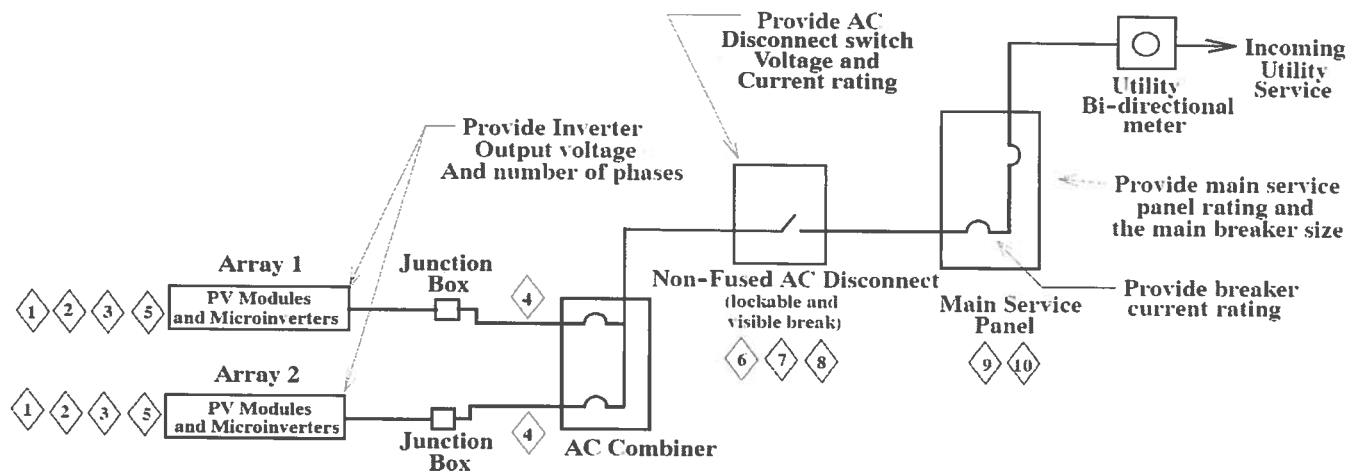 Provide AC
Disconnect switch
Voltage and
Current rating
Incoming
Utility
Service
Utility
Bi-directional
meter
Provide Inverter
Output voltage
And number of phases
Provide main service
panel rating and
the main breaker size
Array 1
PV Modules
and Microinverters
1 2 3 5
Junction
Box
4
Non-Fused AC Disconnect
(lockable and
visible break)
6 7 8
Main Service
Panel
9 10
Provide breaker
current rating
Array 2
PV Modules
and Microinverters
1 2 3 5
Junction
Box
4
AC Combiner